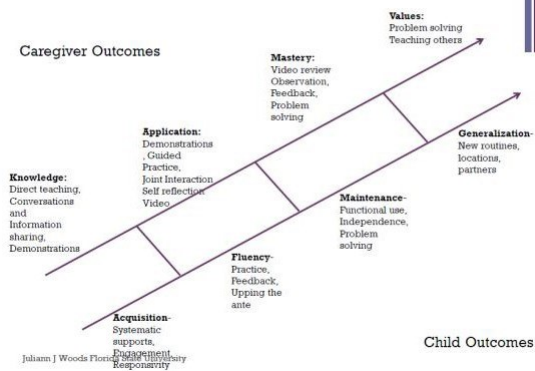 Caregiver Outcomes
Values:
Problem solving
Teaching others
Mastery:
Video review
Observation,
Feedback,
Problem
solving
Application:
Demonstrations
, Guided
Practice,
Joint Interaction
Self reflection
Video
Knowledge:
Direct teaching,
Conversations
and
Information
sharing,
Demonstrations
Generalization-
New routines,
locations,
partners
Maintenance-
Functional use,
Independence,
Problem
solving
Fluency-
Practice,
Feedback,
Upping the
ante
Acquisition-
Systematic
supports,
Engagement,
Responsivity
Child Outcomes
Juliann J Woods Florida State University